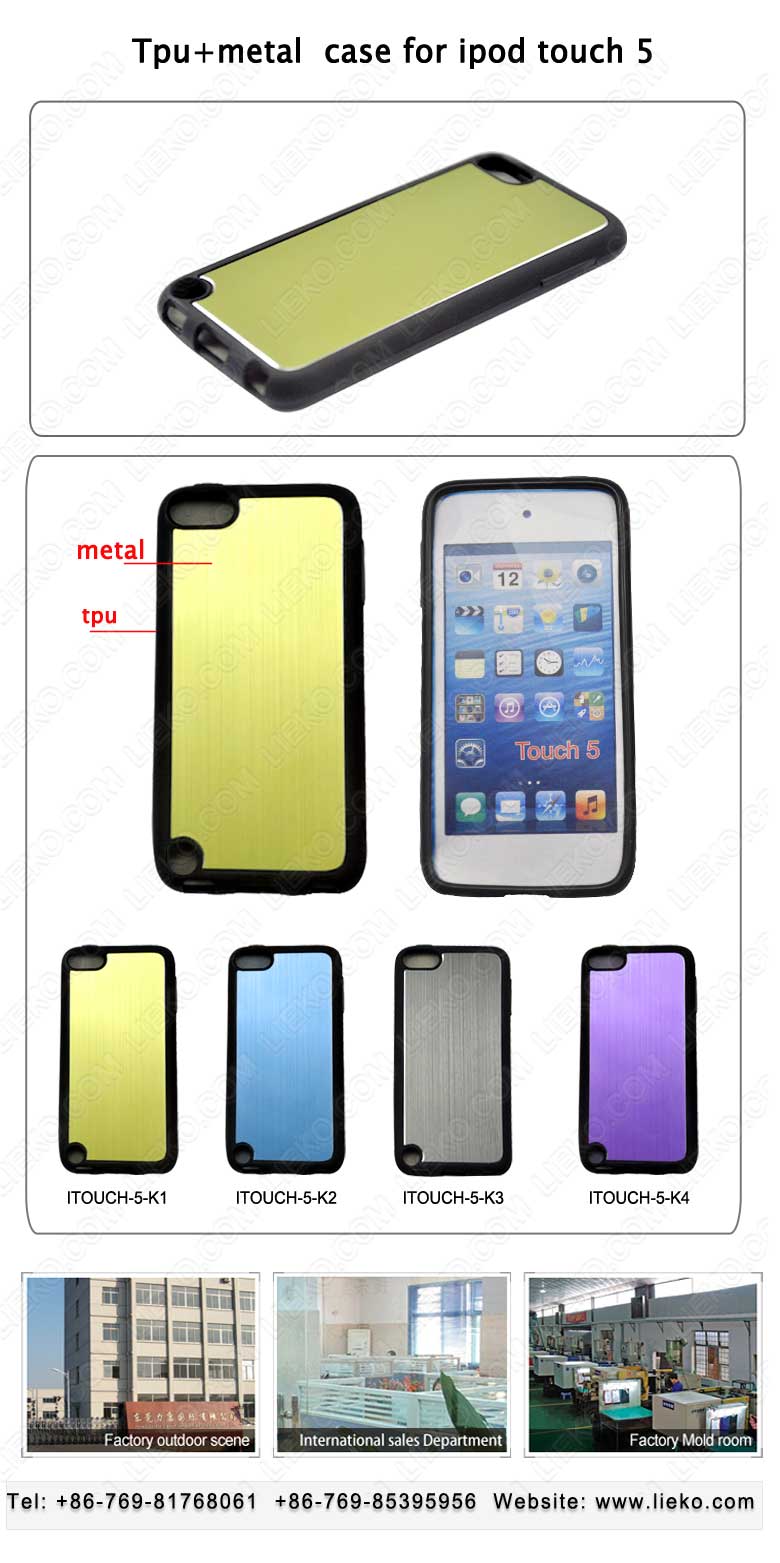 Tpu+metal case for ipod touch 5
metal
tpu
12
Touch 5
ITOUCH-5-K1 ITOUCH-5-K2 ITOUCH-5-K3 ITOUCH-5-K4
Factory outdoor scene
International sales Department
Factory Mold room
Tel: +86-769-81768061 +86-769-85395956 Website: www.lieko.com
LIEKO.COM